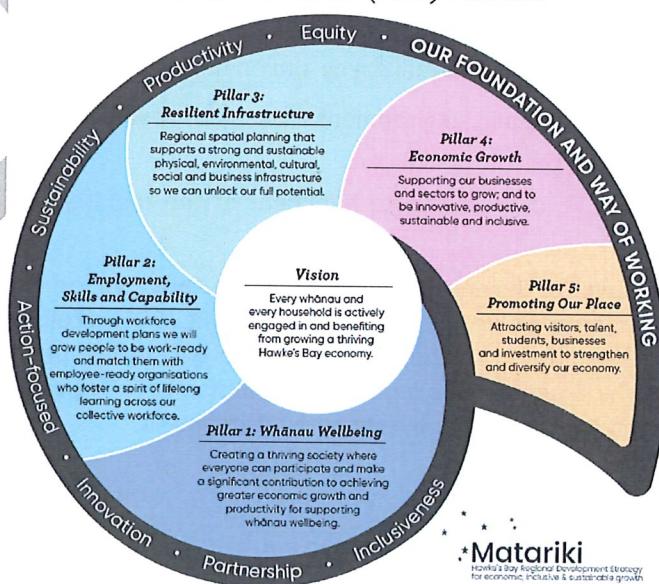 Sustainability • Productivity • Equity • OUR FOUNDATION AND WAY OF WORKING
Action-focused • Innovation • Partnership • Inclusiveness
Pillar 3:
Resilient Infrastructure
Regional spatial planning that
supports a strong and sustainable
physical, environmental, cultural,
social and business infrastructure
so we can unlock our full potential.
Pillar 4:
Economic Growth
Supporting our businesses
and sectors to grow; and to
be innovative, productive,
sustainable and inclusive.
Pillar 2:
Employment,
Skills and Capability
Through workforce
development plans we will
grow people to be work-ready
and match them with
employee-ready organisations
who foster a spirit of lifelong
learning across our
collective workforce.
Vision
Every whānau and
every household is actively
engaged in and benefiting
from growing a thriving
Hawke's Bay economy.
Pillar 5:
Promoting Our Place
Attracting visitors, talent,
students, businesses
and investment to strengthen
and diversify our economy.
Pillar 1: Whānau Wellbeing
Creating a thriving society where
everyone can participate and make
a significant contribution to achieving
greater economic growth and
productivity for supporting
whānau wellbeing.
Matariki
Hawke's Bay Regional Development Strategy
for economic, inclusive & sustainable growth